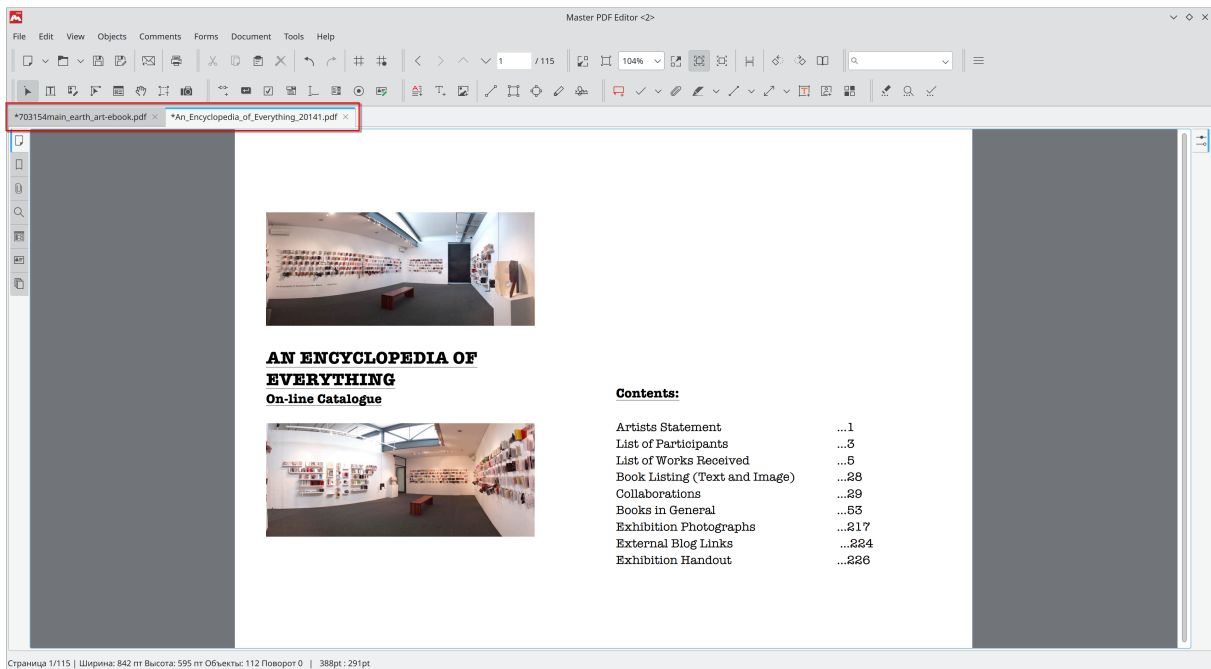 Master PDF Editor <2>
File Edit View Objects Comments Forms Document Tools Help
1 / 115 104%
*703154main_earth_art-ebook.pdf × *An_Encyclopedia_of_Everything_20141.pdf ×
AN ENCYCLOPEDIA OF
EVERYTHING
On-line Catalogue
Contents:
Artists Statement ...1
List of Participants ...3
List of Works Received ...5
Book Listing (Text and Image) ...28
Collaborations ...29
Books in General ...53
Exhibition Photographs ...217
External Blog Links ...224
Exhibition Handout ...226
Страница 1/115 | Ширина: 842 пт Высота: 595 пт Объекты: 112 Поворот 0 | 388pt : 291pt